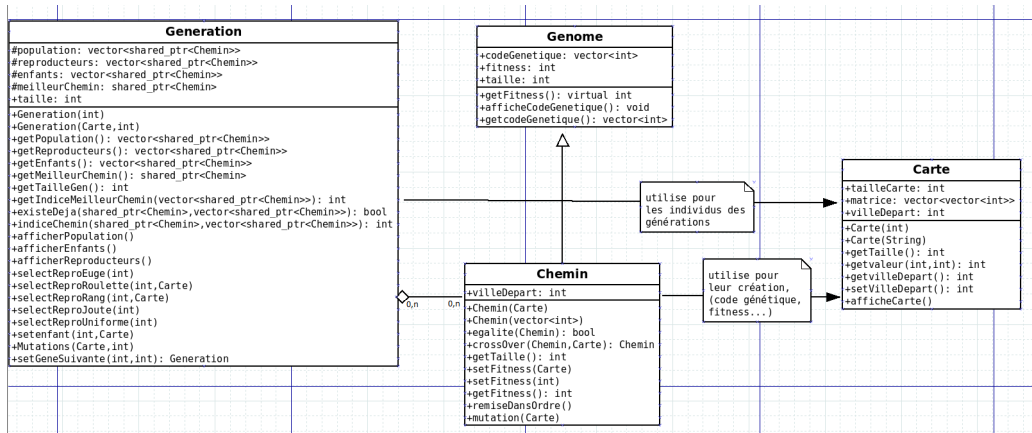 Generation
#population: vector<shared_ptr<Chemin>>
#reproducteurs: vector<shared_ptr<Chemin>>
#enfants: vector<shared_ptr<Chemin>>
#meilleurChemin: shared_ptr<Chemin>
+taille: int
+Generation(int)
+Generation(Carte,int)
+getPopulation(): vector<shared_ptr<Chemin>>
+getReproducteurs(): vector<shared_ptr<Chemin>>
+getEnfants(): vector<shared_ptr<Chemin>>
+getMeilleurChemin(): shared_ptr<Chemin>
+getTailleGen(): int
+getIndiceMeilleurChemin(vector<shared_ptr<Chemin>>): int
+existeDeja(shared_ptr<Chemin>,vector<shared_ptr<Chemin>>): bool
+indiceChemin(shared_ptr<Chemin>,vector<shared_ptr<Chemin>>): int
+afficherPopulation()
+afficherEnfants()
+afficherReproducteurs()
+selectReproEuge(int)
+selectReproRoulette(int,Carte)
+selectReproRang(int,Carte)
+selectReproJoute(int)
+selectReproUniforme(int)
+setenfant(int,Carte)
+Mutations(Carte,int)
+setGeneSuivante(int,int): Generation
Genome
+codeGenetique: vector<int>
+fitness: int
+taille: int
+getFitness(): virtual int
+afficheCodeGenetique(): void
+getcodeGenetique(): vector<int>
utilise pour
les individus des
générations
Carte
+tailleCarte: int
+matrice: vector<vector<int>>
+villeDepart: int
+Carte(int)
+Carte(String)
+getTaille(): int
+getvaleur(int,int): int
+getvilleDepart(): int
+setVilleDepart(): int
+afficheCarte()
0,n
0,n
Chemin
+villeDepart: int
+Chemin(Carte)
+Chemin(vector<int>)
+egalite(Chemin): bool
+crossOver(Chemin,Carte): Chemin
+getTaille(): int
+setFitness(Carte)
+setFitness(int)
+getFitness(): int
+remiseDansOrdre()
+mutation(Carte)
utilise pour
leur création,
(code génétique,
fitness...)